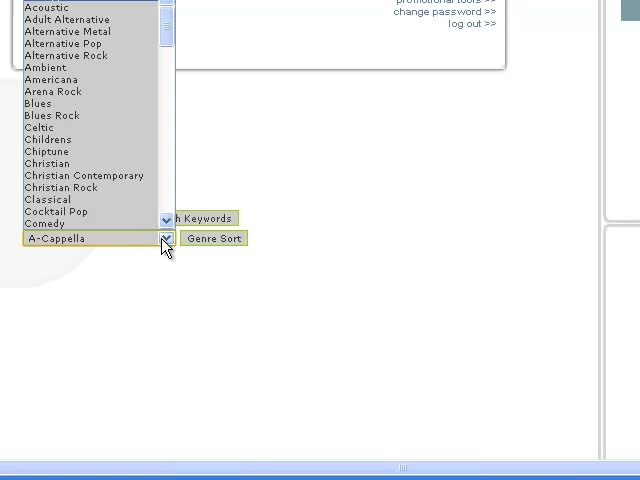 promotional tools >>
change password >>
log out >>
Acoustic
Adult Alternative
Alternative Metal
Alternative Pop
Alternative Rock
Ambient
Americana
Arena Rock
Blues
Blues Rock
Celtic
Childrens
Chiptune
Christian
Christian Contemporary
Christian Rock
Classical
Cocktail Pop
Comedy
h Keywords
A-Cappella
Genre Sort